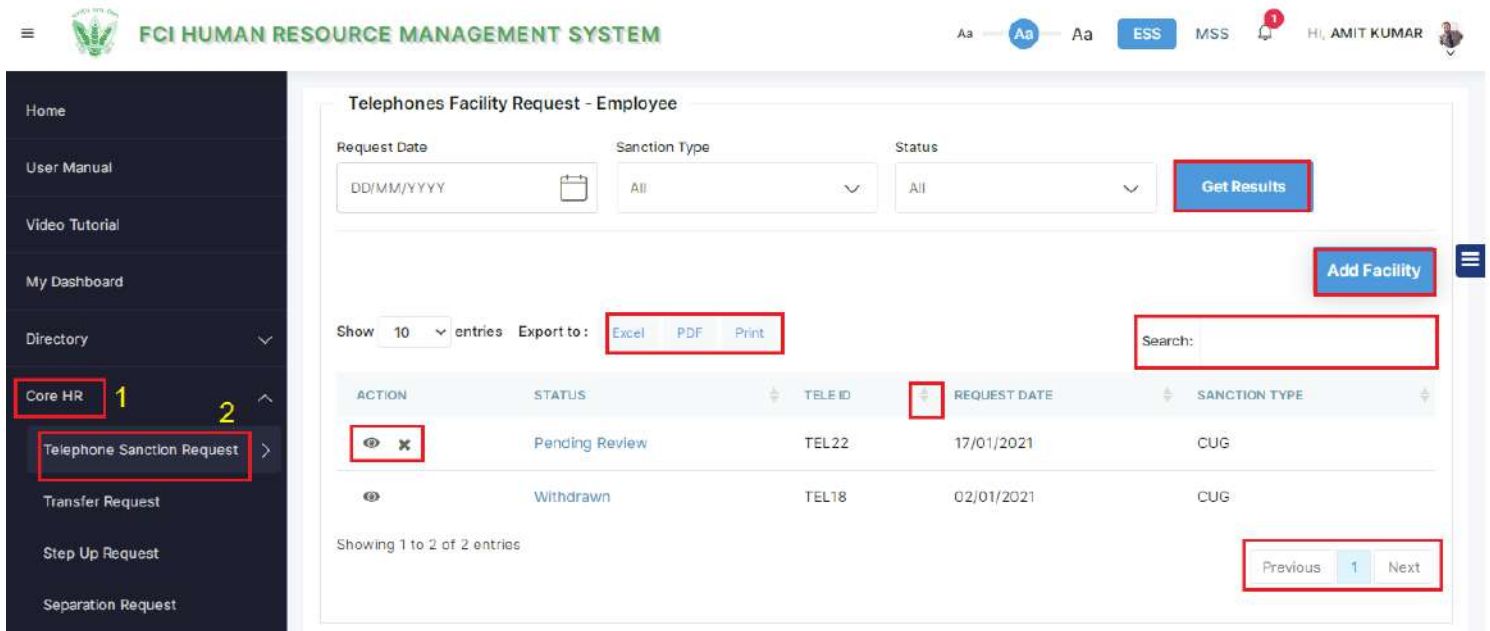 FCI HUMAN RESOURCE MANAGEMENT SYSTEM
Aa Aa Aa ESS MSS 1 Hi, AMIT KUMAR
Home
User Manual
Video Tutorial
My Dashboard
Directory
Core HR 1
2
Telephone Sanction Request
Transfer Request
Step Up Request
Separation Request
Telephones Facility Request - Employee
Request Date Sanction Type Status
DD/MM/YYYY All All Get Results
Add Facility
Show 10 entries Export to : Excel PDF Print
Search:
ACTION STATUS TELE ID REQUEST DATE SANCTION TYPE
Pending Review TEL22 17/01/2021 CUG
Withdrawn TEL18 02/01/2021 CUG
Showing 1 to 2 of 2 entries
Previous 1 Next